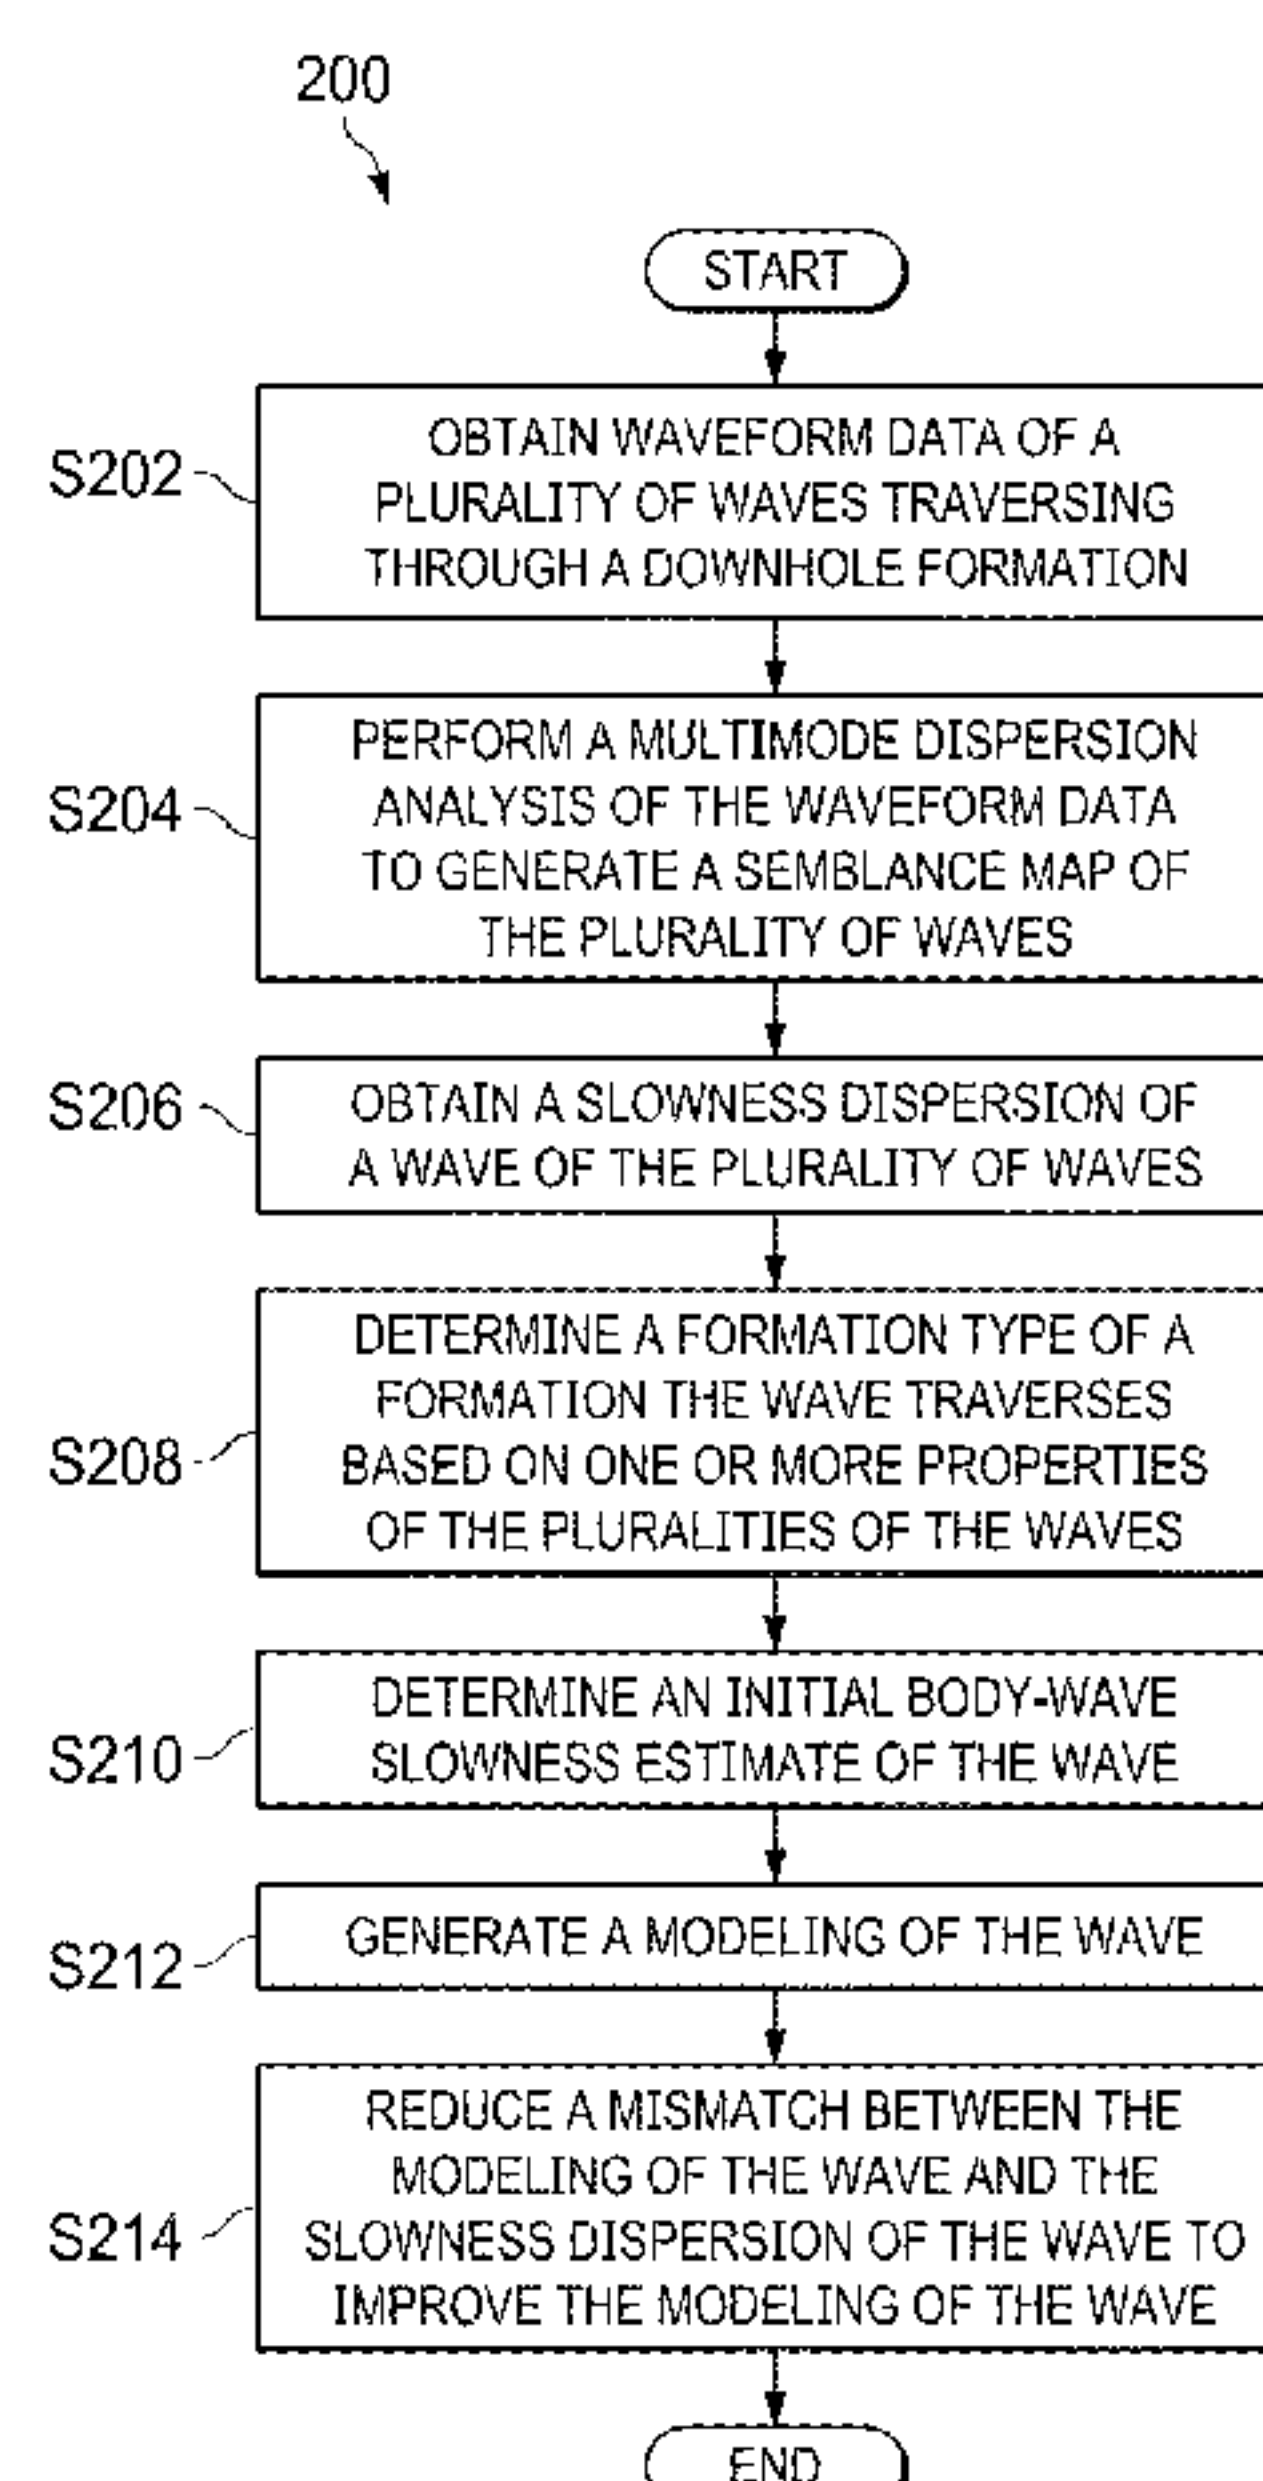 200
START
S202
OBTAIN WAVEFORM DATA OF A
PLURALITY OF WAVES TRAVERSING
THROUGH A DOWNHOLE FORMATION
S204
PERFORM A MULTIMODE DISPERSION
ANALYSIS OF THE WAVEFORM DATA
TO GENERATE A SEMBLANCE MAP OF
THE PLURALITY OF WAVES
S206
OBTAIN A SLOWNESS DISPERSION OF
A WAVE OF THE PLURALITY OF WAVES
S208
DETERMINE A FORMATION TYPE OF A
FORMATION THE WAVE TRAVERSES
BASED ON ONE OR MORE PROPERTIES
OF THE PLURALITIES OF THE WAVES
S210
DETERMINE AN INITIAL BODY-WAVE
SLOWNESS ESTIMATE OF THE WAVE
S212
GENERATE A MODELING OF THE WAVE
S214
REDUCE A MISMATCH BETWEEN THE
MODELING OF THE WAVE AND THE
SLOWNESS DISPERSION OF THE WAVE TO
IMPROVE THE MODELING OF THE WAVE
END